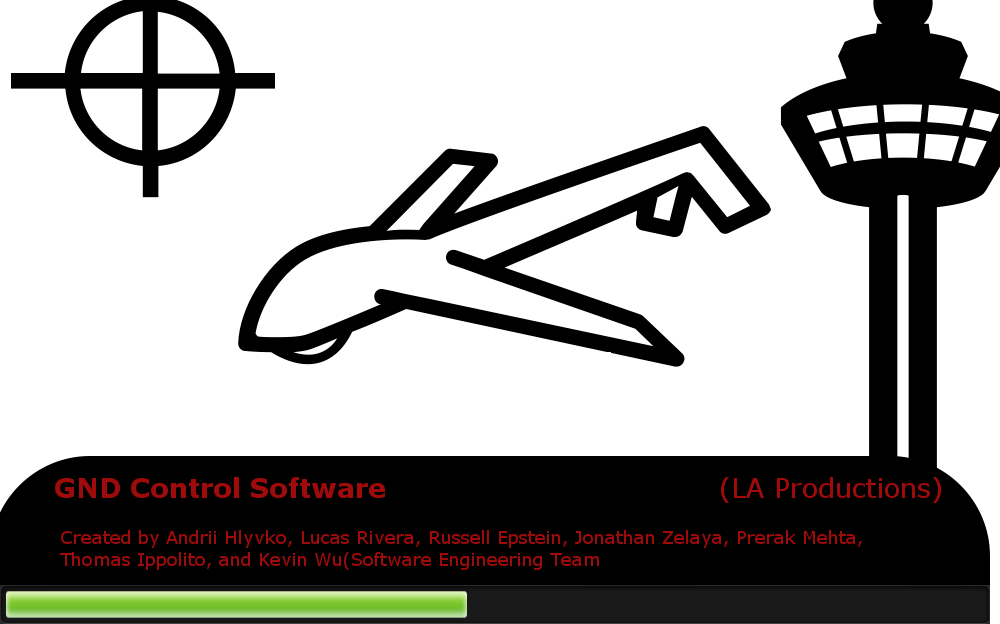 GND Control Software (LA Productions)
Created by Andrii Hlyvko, Lucas Rivera, Russell Epstein, Jonathan Zelaya, Prerak Mehta,
Thomas Ippolito, and Kevin Wu(Software Engineering Team